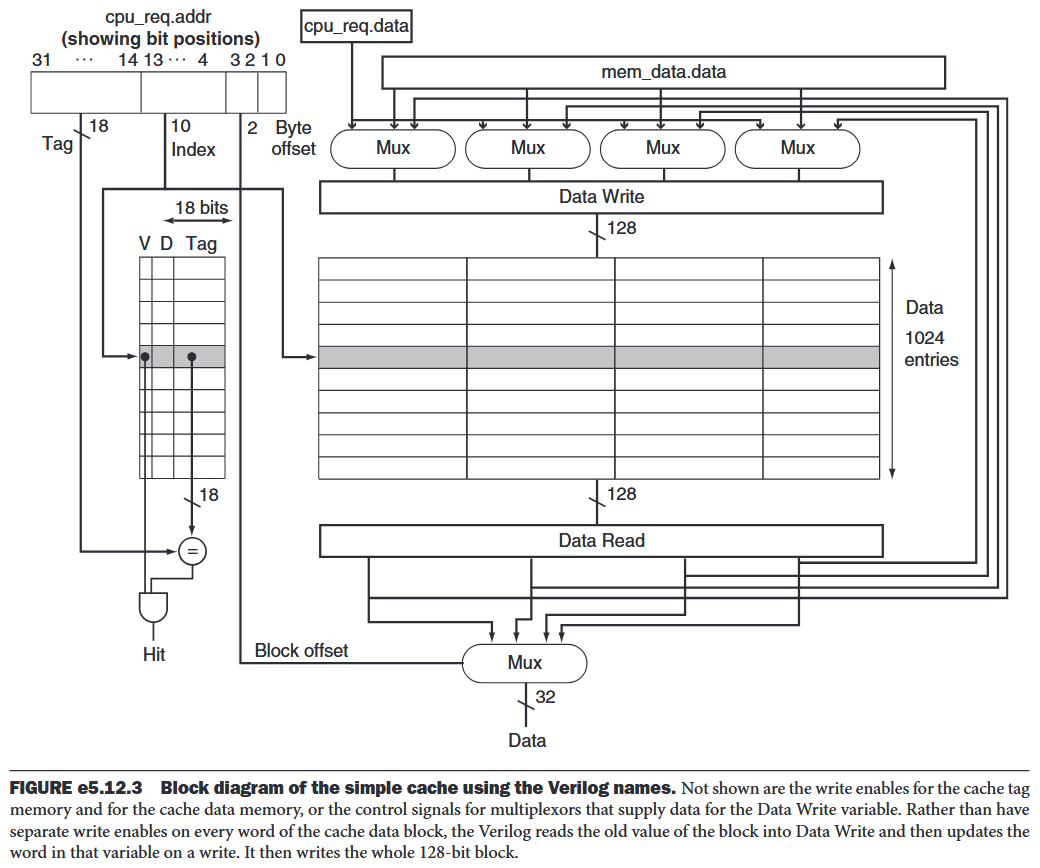 cpu_req.addr
(showing bit positions)
31 ··· 14 13 ··· 4 3 2 1 0
cpu_req.data
mem_data.data
Tag
18
10
Index
2
Byte
offset
Mux
Mux
Mux
Mux
Data Write
128
18 bits
V D Tag
Data
1024
entries
18
=
128
Data Read
Hit
Block offset
Mux
32
Data
FIGURE e5.12.3 Block diagram of the simple cache using the Verilog names. Not shown are the write enables for the cache tag
memory and for the cache data memory, or the control signals for multiplexors that supply data for the Data Write variable. Rather than have
separate write enables on every word of the cache data block, the Verilog reads the old value of the block into Data Write and then updates the
word in that variable on a write. It then writes the whole 128-bit block.